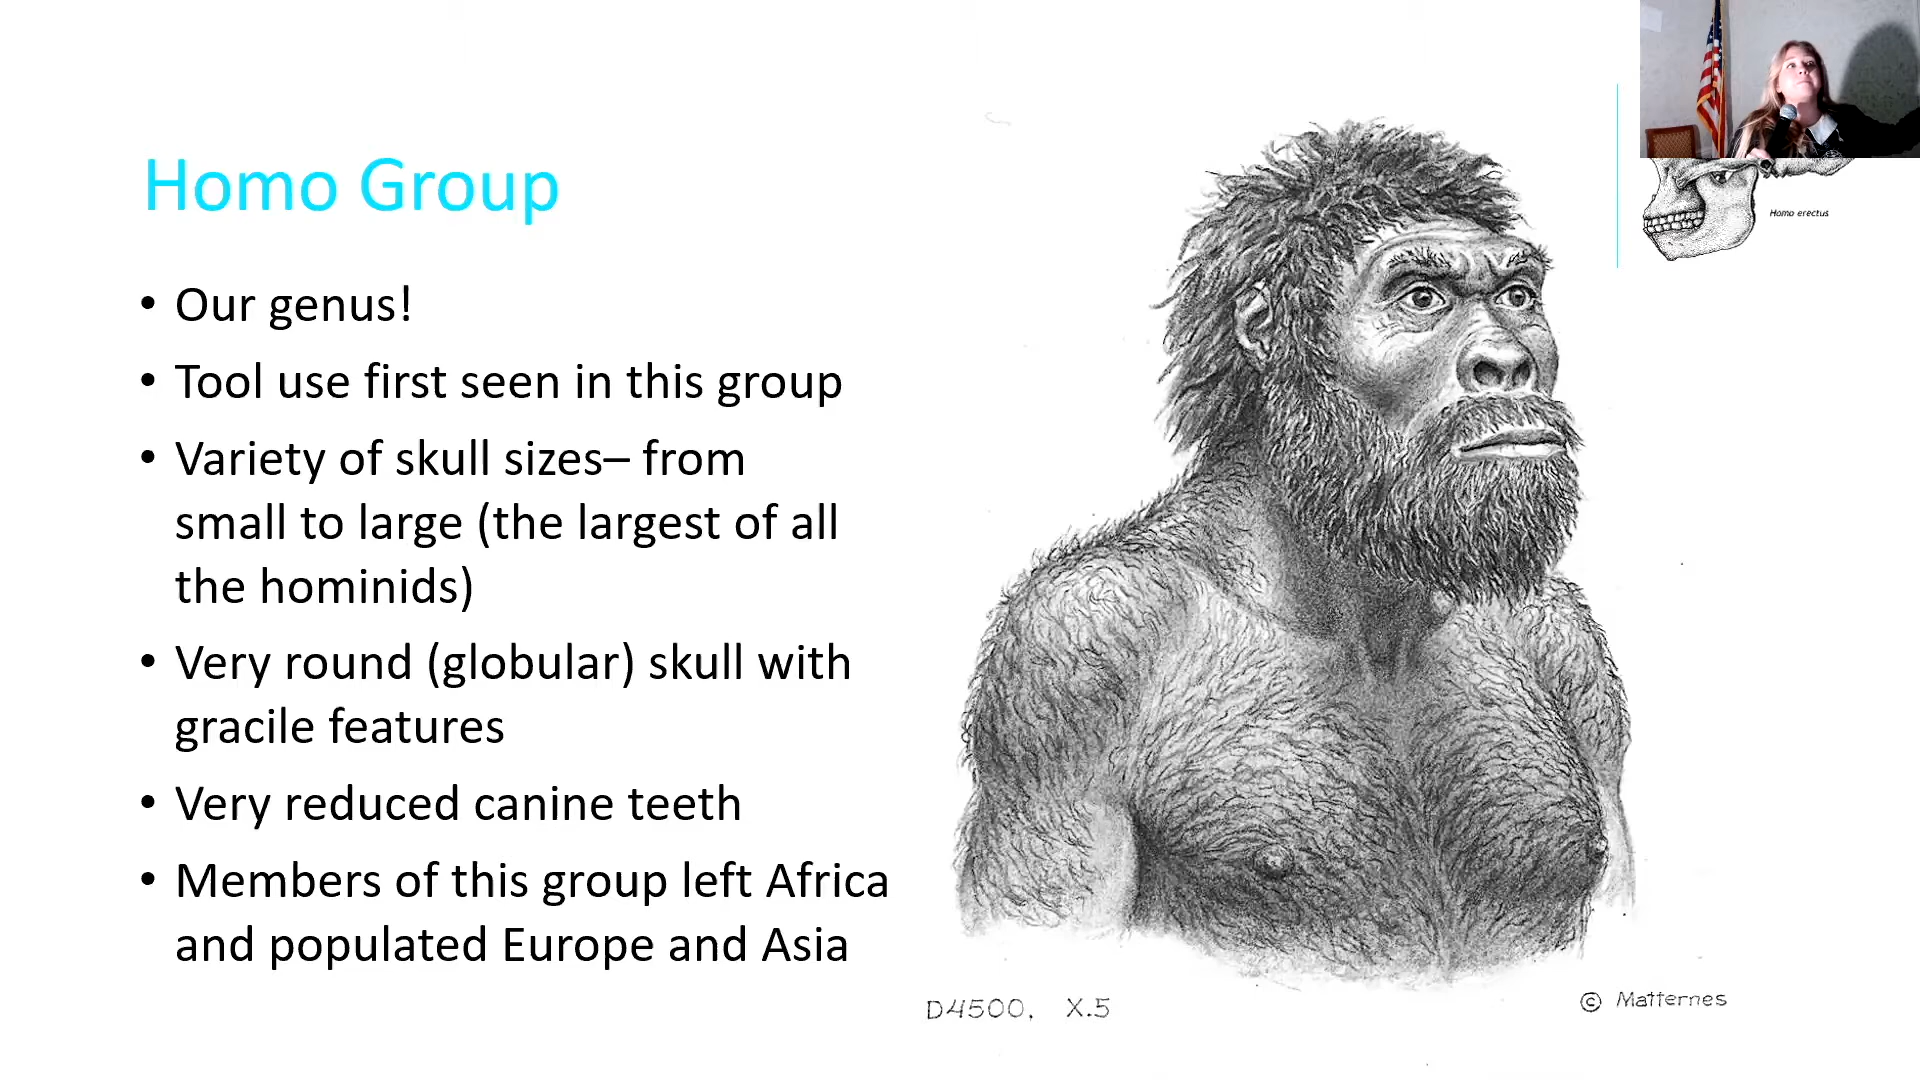 Homo Group
• Our genus!
• Tool use first seen in this group
• Variety of skull sizes– from
small to large (the largest of all
the hominids)
• Very round (globular) skull with
gracile features
• Very reduced canine teeth
• Members of this group left Africa
and populated Europe and Asia
Homo erectus
D4500, X.5
© Matternes